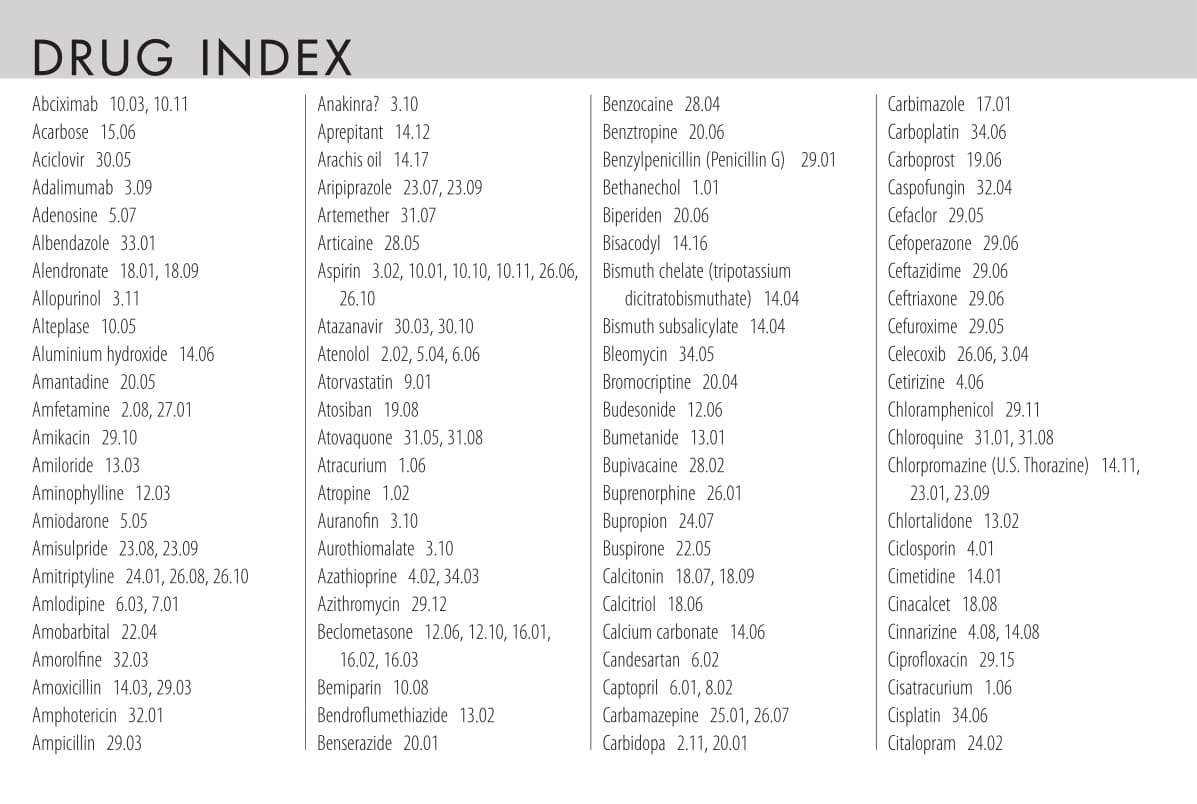 DRUG INDEX
Abciximab 10.03, 10.11
Acarbose 15.06
Aciclovir 30.05
Adalimumab 3.09
Adenosine 5.07
Albendazole 33.01
Alendronate 18.01, 18.09
Allopurinol 3.11
Alteplase 10.05
Aluminium hydroxide 14.06
Amantadine 20.05
Amfetamine 2.08, 27.01
Amikacin 29.10
Amiloride 13.03
Aminophylline 12.03
Amiodarone 5.05
Amisulpride 23.08, 23.09
Amitriptyline 24.01, 26.08, 26.10
Amlodipine 6.03, 7.01
Amobarbital 22.04
Amorolfine 32.03
Amoxicillin 14.03, 29.03
Amphotericin 32.01
Ampicillin 29.03
Anakinra? 3.10
Aprepitant 14.12
Arachis oil 14.17
Aripiprazole 23.07, 23.09
Artemether 31.07
Articaine 28.05
Aspirin 3.02, 10.01, 10.10, 10.11, 26.06,
26.10
Atazanavir 30.03, 30.10
Atenolol 2.02, 5.04, 6.06
Atorvastatin 9.01
Atosiban 19.08
Atovaquone 31.05, 31.08
Atracurium 1.06
Atropine 1.02
Auranofin 3.10
Aurothiomalate 3.10
Azathioprine 4.02, 34.03
Azithromycin 29.12
Beclometasone 12.06, 12.10, 16.01,
16.02, 16.03
Bemiparin 10.08
Bendroflumethiazide 13.02
Benserazide 20.01
Benzocaine 28.04
Benztropine 20.06
Benzylpenicillin (Penicillin G) 29.01
Bethanechol 1.01
Biperiden 20.06
Bisacodyl 14.16
Bismuth chelate (tripotassium
dicitratobismuthate) 14.04
Bismuth subsalicylate 14.04
Bleomycin 34.05
Bromocriptine 20.04
Budesonide 12.06
Bumetanide 13.01
Bupivacaine 28.02
Buprenorphine 26.01
Bupropion 24.07
Buspirone 22.05
Calcitonin 18.07, 18.09
Calcitriol 18.06
Calcium carbonate 14.06
Candesartan 6.02
Captopril 6.01, 8.02
Carbamazepine 25.01, 26.07
Carbidopa 2.11, 20.01
Carbimazole 17.01
Carboplatin 34.06
Carboprost 19.06
Caspofungin 32.04
Cefaclor 29.05
Cefoperazone 29.06
Ceftazidime 29.06
Ceftriaxone 29.06
Cefuroxime 29.05
Celecoxib 26.06, 3.04
Cetirizine 4.06
Chloramphenicol 29.11
Chloroquine 31.01, 31.08
Chlorpromazine (U.S. Thorazine) 14.11,
23.01, 23.09
Chlortalidone 13.02
Ciclosporin 4.01
Cimetidine 14.01
Cinacalcet 18.08
Cinnarizine 4.08, 14.08
Ciprofloxacin 29.15
Cisatracurium 1.06
Cisplatin 34.06
Citalopram 24.02